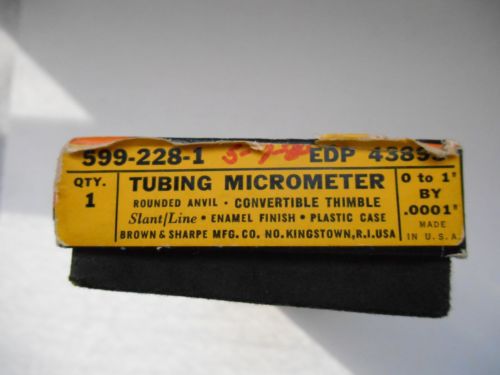 599-228-1 EDP
QTY.
1
TUBING MICROMETER
ROUNDED ANVIL • CONVERTIBLE THIMBLE
Slant/Line • ENAMEL FINISH • PLASTIC CASE
BROWN & SHARPE MFG. CO. NO. KINGSTOWN, R.I. USA
0 to 1"
BY
.0001"
MADE
IN U.S.A.